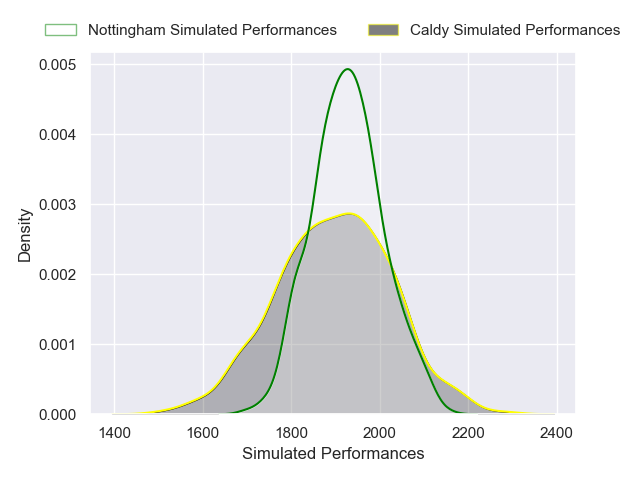 Nottingham Simulated Performances Caldy Simulated Performances
0.005
0.004
0.003
0.002
0.001
0.000
Density
1400 1600 1800 2000 2200 2400
Simulated Performances